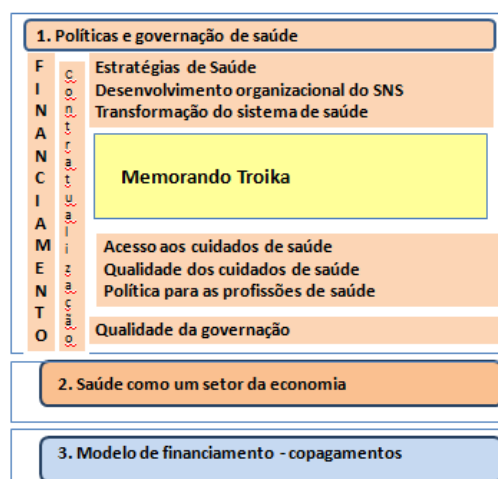 1. Políticas e governação de saúde
FINANCIAMENTO
Contratualização
Estratégias de Saúde
Desenvolvimento organizacional do SNS
Transformação do sistema de saúde
Memorando Troika
Acesso aos cuidados de saúde
Qualidade dos cuidados de saúde
Política para as profissões de saúde
Qualidade da governação
2. Saúde como um setor da economia
3. Modelo de financiamento - copagamentos